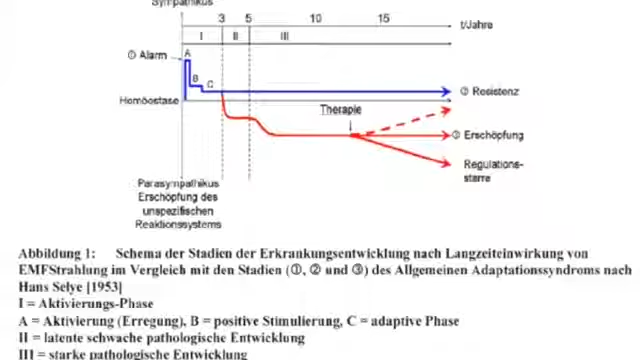 Sympathikus
3 5 10 15
t/Jahre
I II III
A
① Alarm
B
C
② Resistenz
Homöostase
Therapie
③ Erschöpfung
Regulations-
starre
Parasympathikus
Erschöpfung des
unspezifischen
Reaktionssystems
Abbildung 1: Schema der Stadien der Erkrankungsentwicklung nach Langzeiteinwirkung von
EMFStrahlung im Vergleich mit den Stadien (①, ② und ③) des Allgemeinen Adaptationssyndroms nach
Hans Selye [1953]
I = Aktivierungs-Phase
A = Aktivierung (Erregung), B = positive Stimulierung, C = adaptive Phase
II = latente schwache pathologische Entwicklung
III = starke pathologische Entwicklung